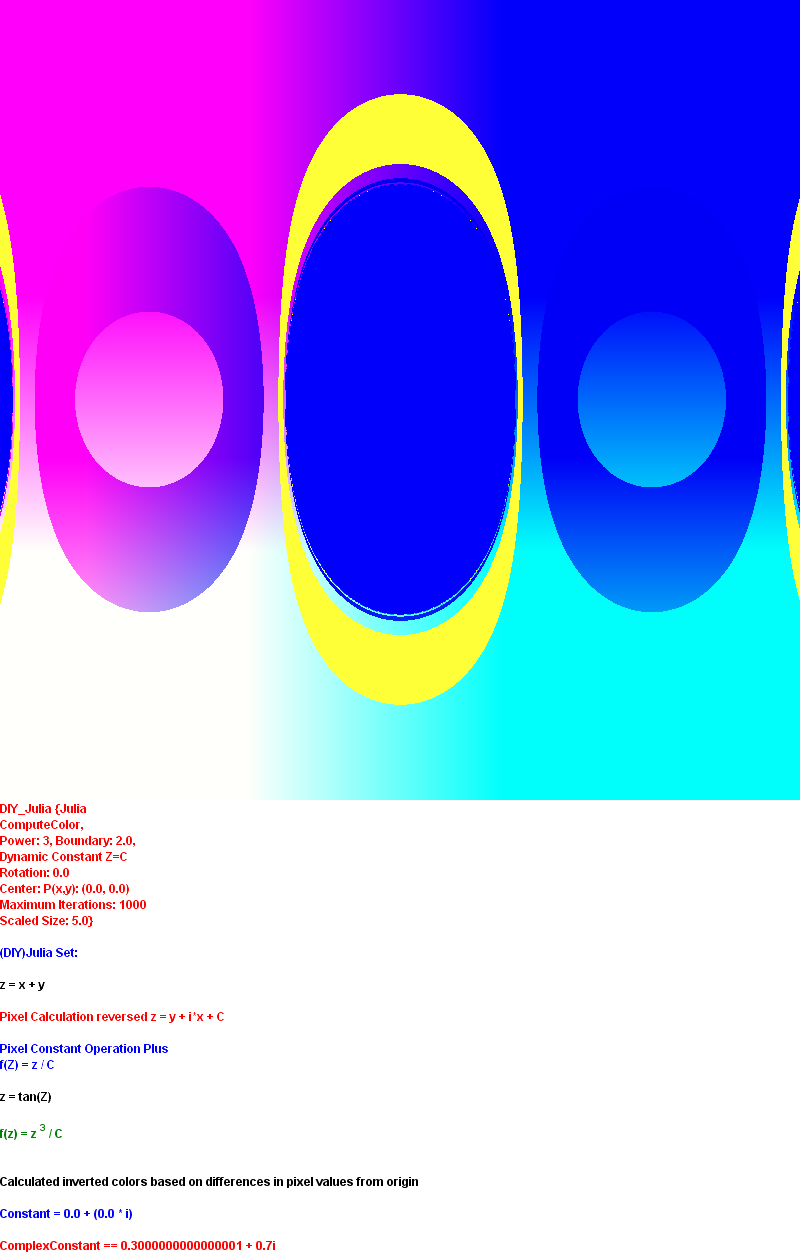 DIY_Julia {Julia
ComputeColor,
Power: 3, Boundary: 2.0,
Dynamic Constant Z=C
Rotation: 0.0
Center: P(x,y): (0.0, 0.0)
Maximum Iterations: 1000
Scaled Size: 5.0}
(DIY)Julia Set:
z = x + y
Pixel Calculation reversed z = y + i*x + C
Pixel Constant Operation Plus
f(Z) = z / C
z = tan(Z)
f(z) = z ³ / C
Calculated inverted colors based on differences in pixel values from origin
Constant = 0.0 + (0.0 * i)
ComplexConstant == 0.3000000000000001 + 0.7i